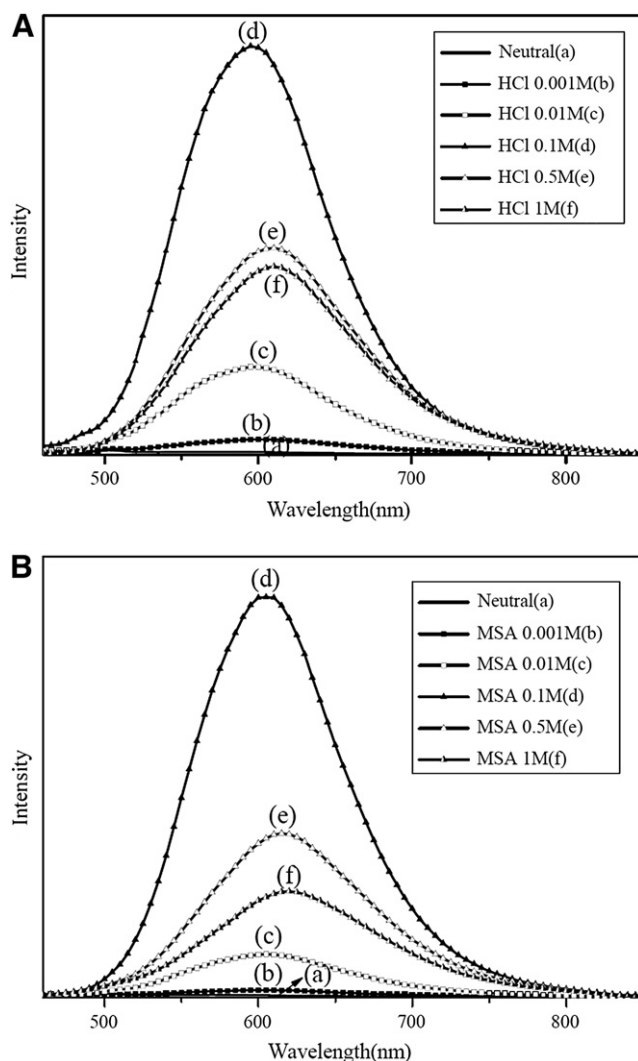 A
(d)
Neutral(a)
HCl 0.001M(b)
HCl 0.01M(c)
HCl 0.1M(d)
HCl 0.5M(e)
HCl 1M(f)
(e)
(f)
(c)
(b)
(a)
Intensity
500
600
700
800
Wavelength(nm)
B
(d)
Neutral(a)
MSA 0.001M(b)
MSA 0.01M(c)
MSA 0.1M(d)
MSA 0.5M(e)
MSA 1M(f)
(e)
(f)
(c)
(b) (a)
Intensity
500
600
700
800
Wavelength(nm)